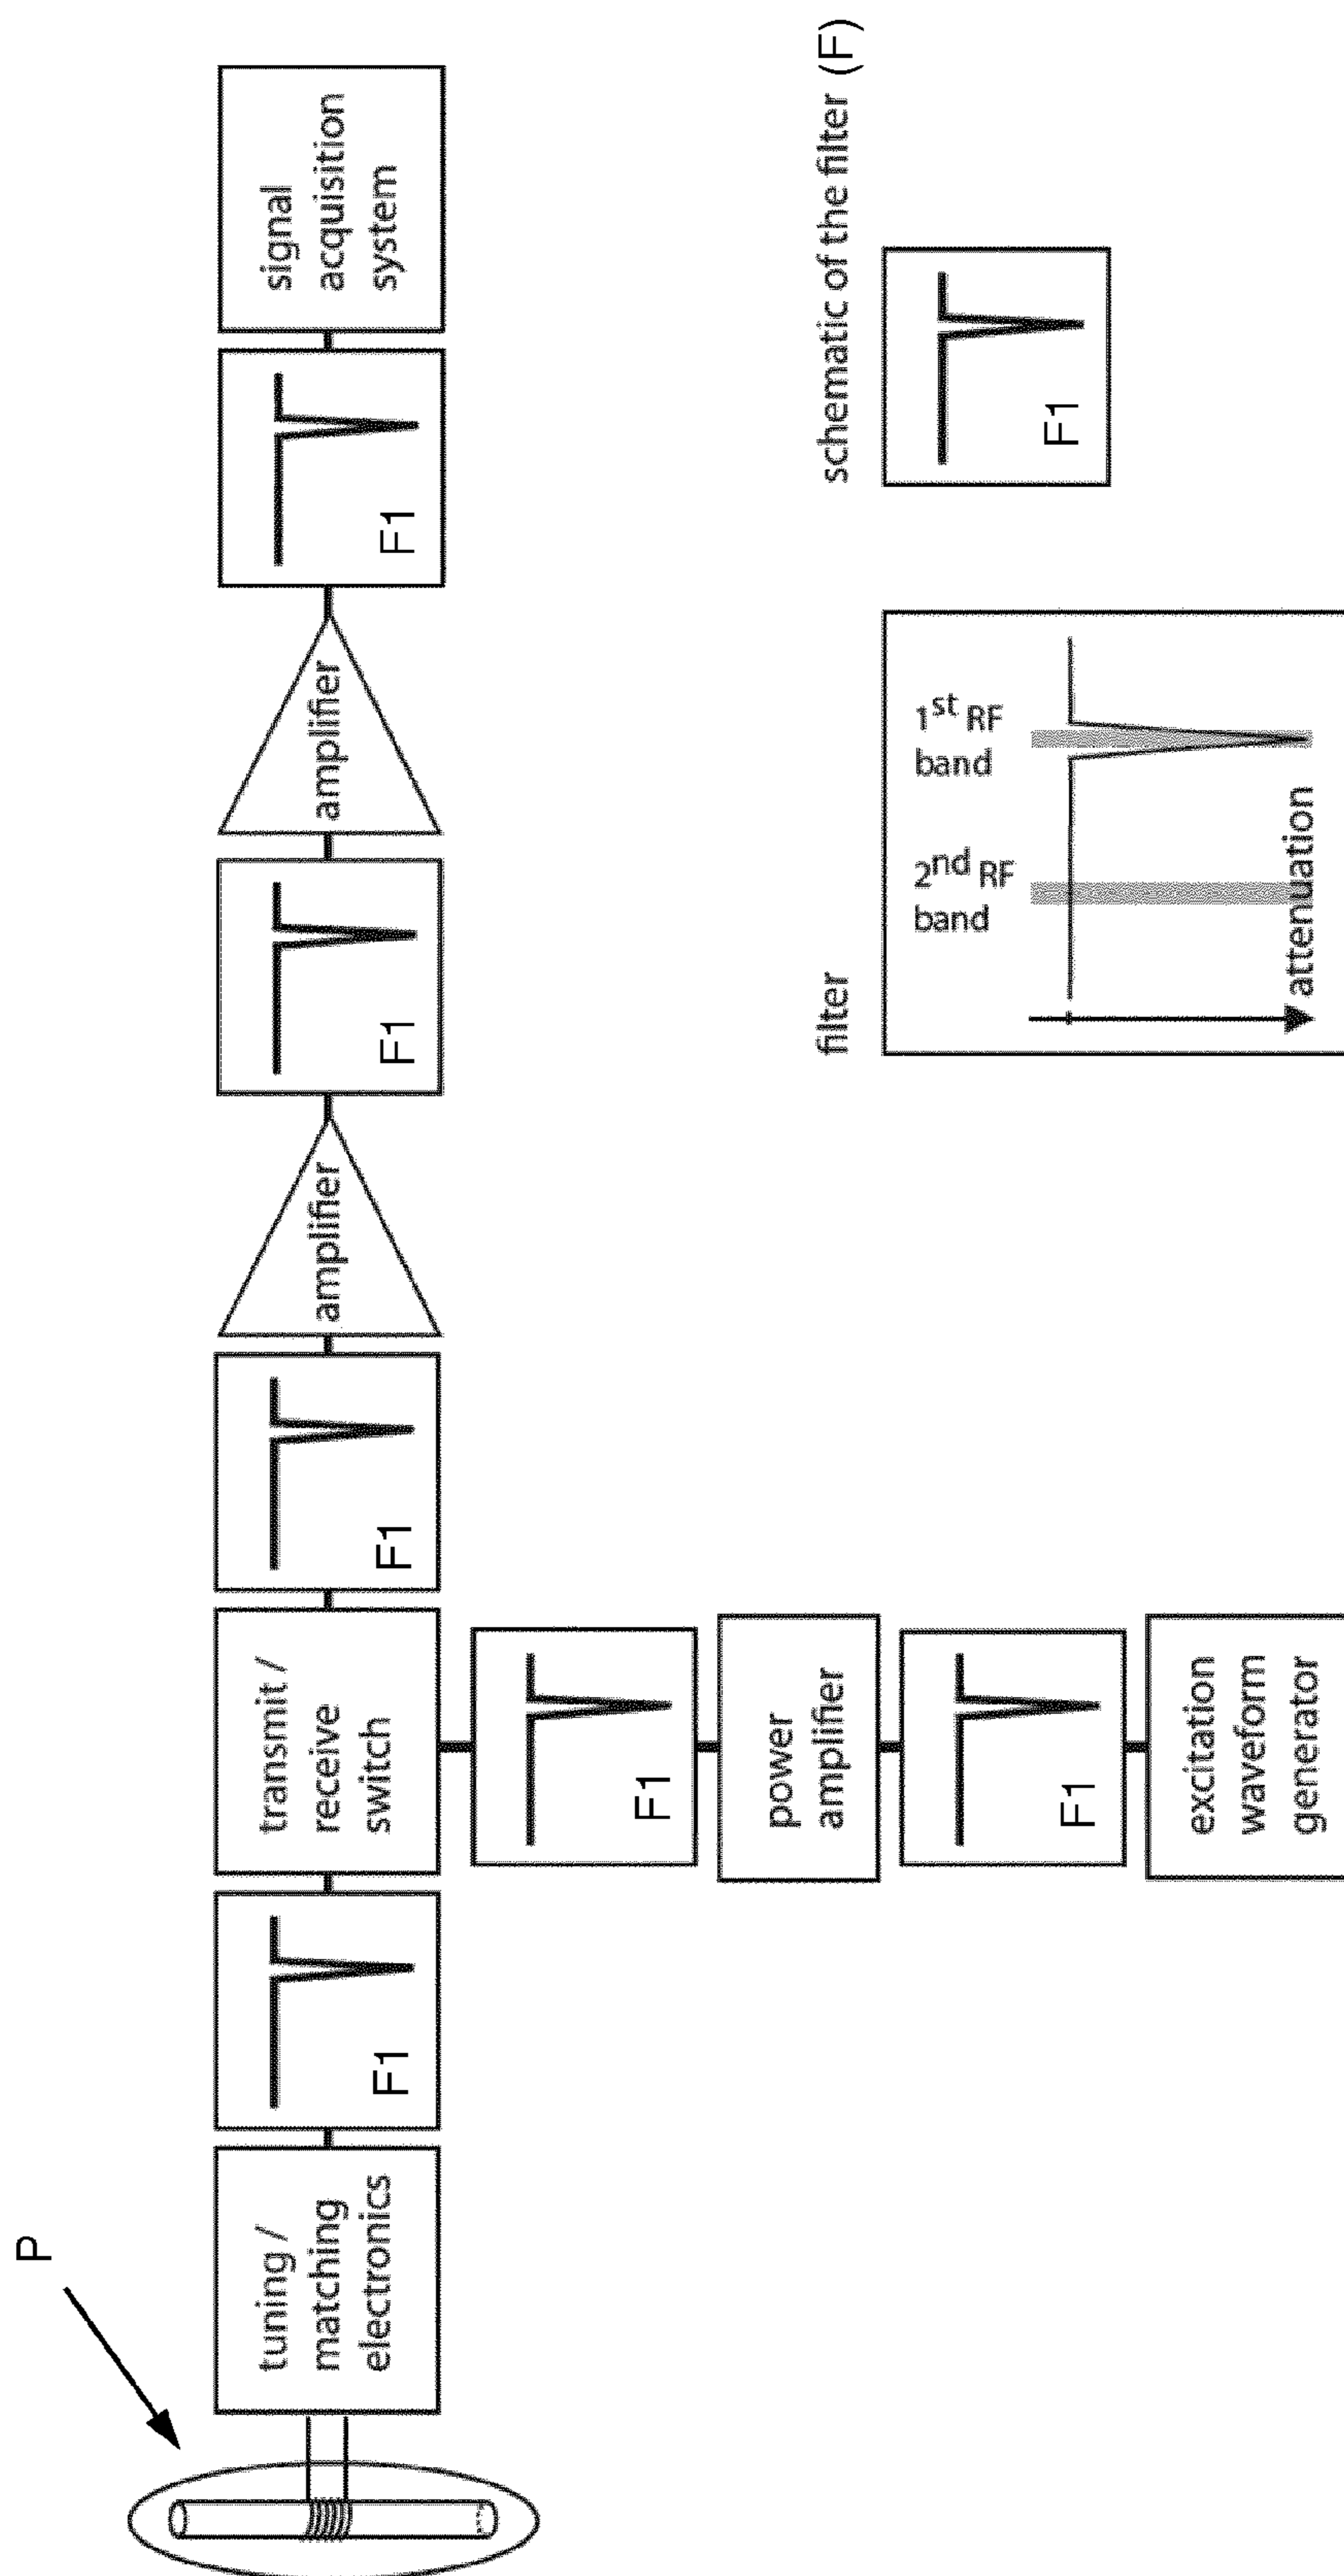 P
tuning /
matching
electronics
F1
transmit /
receive
switch
F1
amplifier
F1
amplifier
F1
signal
acquisition
system
F1
power
amplifier
F1
excitation
waveform
generator
filter
2nd RF
band
1st RF
band
attenuation
schematic of the filter (F)
F1